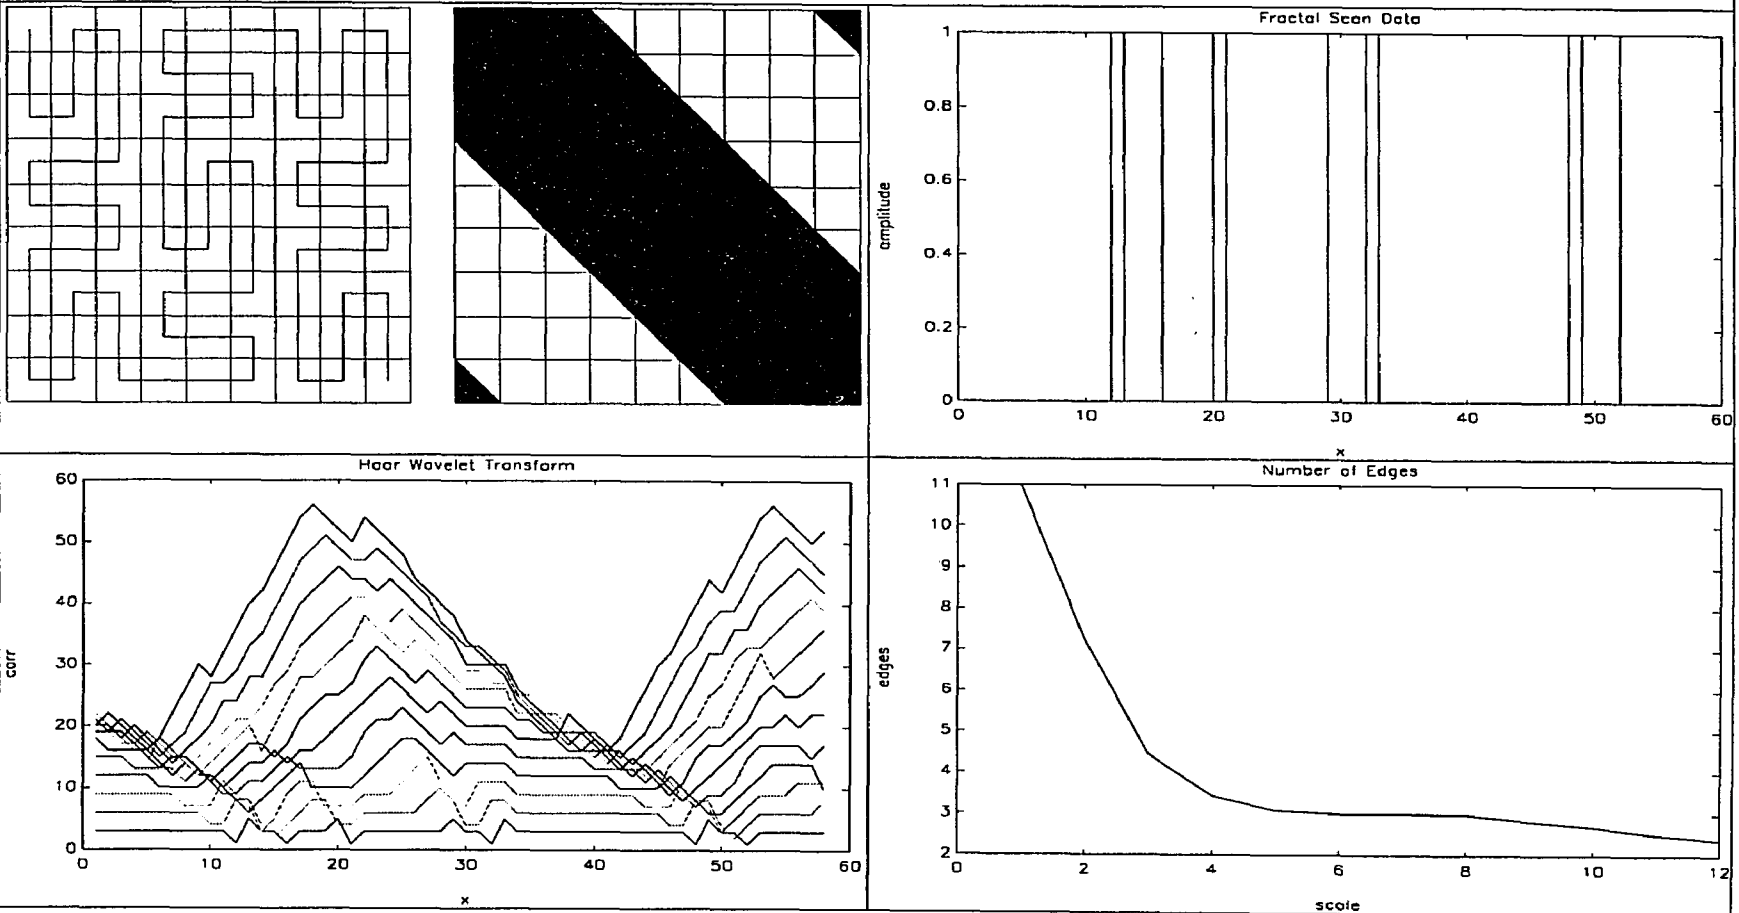 Fractal Scan Data
1
0.8
0.6
0.4
0.2
0
amplitude
0 10 20 30 40 50 60
x
Haar Wavelet Transform
60
50
40
30
20
10
0
corr
0 10 20 30 40 50 60
x
Number of Edges
11
10
9
8
7
6
5
4
3
2
edges
0 2 4 6 8 10 12
scale